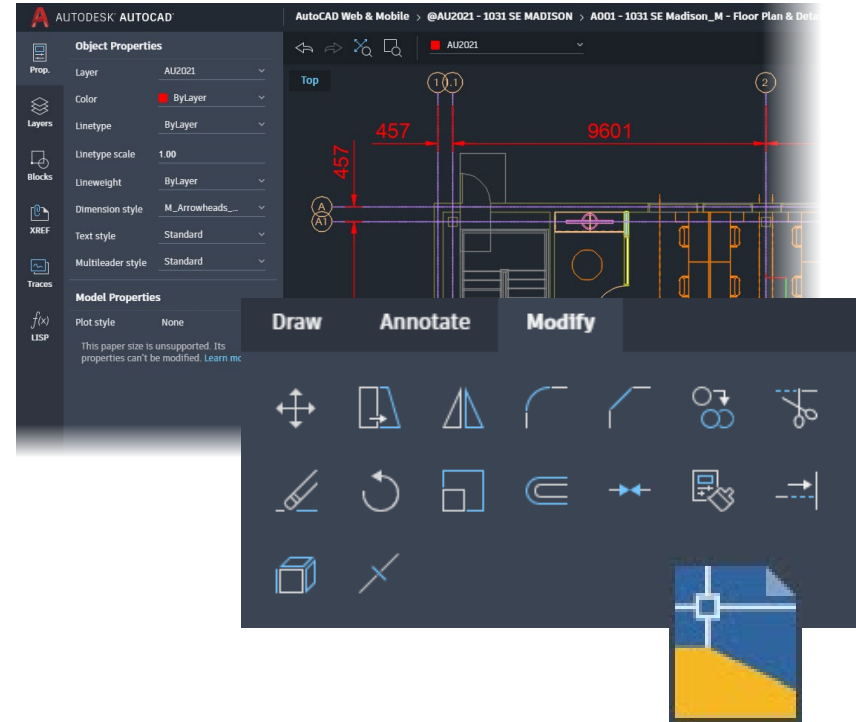 AUTODESK® AUTOCAD®
AutoCAD Web & Mobile > @AU2021 - 1031 SE MADISON > A001 - 1031 SE Madison_M - Floor Plan & Deta
Prop.
Layers
Blocks
XREF
Traces
f(x)
LISP
Object Properties
Layer AU2021
Color ByLayer
Linetype ByLayer
Linetype scale 1.00
Lineweight ByLayer
Dimension style M_Arrowheads_...
Text style Standard
Multileader style Standard
Model Properties
Plot style None
This paper size is unsupported. Its
properties can't be modified. Learn mo
AU2021
Top
1 1.1 2
457 9601
457
A
A1
Draw Annotate Modify